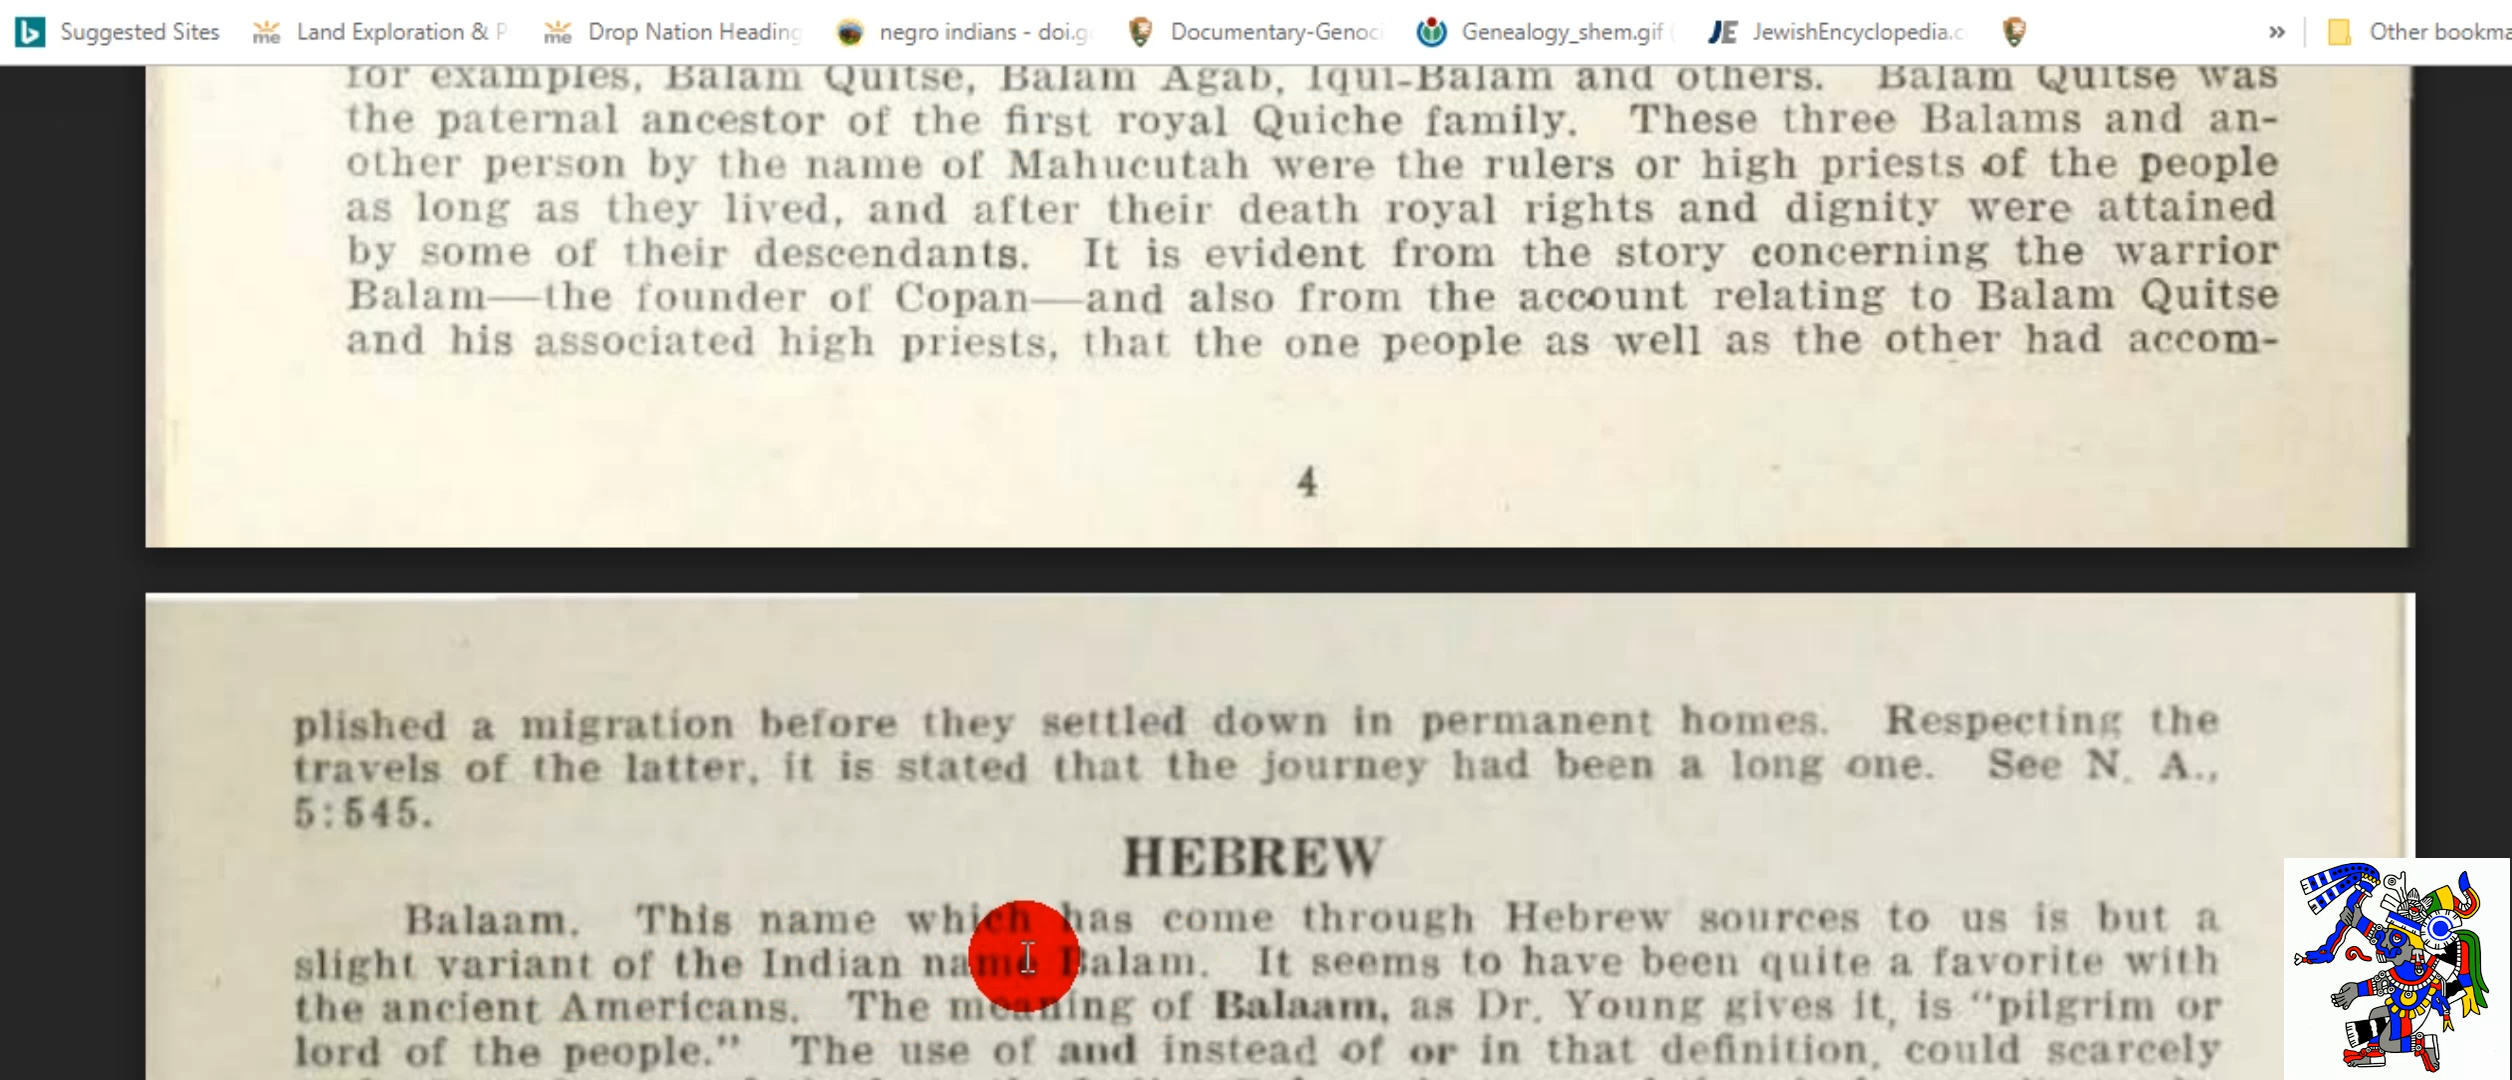 Suggested Sites Land Exploration & P Drop Nation Heading negro indians - doi.g Documentary-Genoc Genealogy_shem.gif ( JewishEncyclopedia.c » Other bookma
for examples, Balam Quitse, Balam Agab, Iqui-Balam and others. Balam Quitse was
the paternal ancestor of the first royal Quiche family. These three Balams and an-
other person by the name of Mahucutah were the rulers or high priests of the people
as long as they lived, and after their death royal rights and dignity were attained
by some of their descendants. It is evident from the story concerning the warrior
Balam—the founder of Copan—and also from the account relating to Balam Quitse
and his associated high priests, that the one people as well as the other had accom-
4
plished a migration before they settled down in permanent homes. Respecting the
travels of the latter, it is stated that the journey had been a long one. See N. A.,
5:545.
HEBREW
Balaam. This name which has come through Hebrew sources to us is but a
slight variant of the Indian name Balam. It seems to have been quite a favorite with
the ancient Americans. The meaning of Balaam, as Dr. Young gives it, is "pilgrim or
lord of the people." The use of and instead of or in that definition, could scarcely